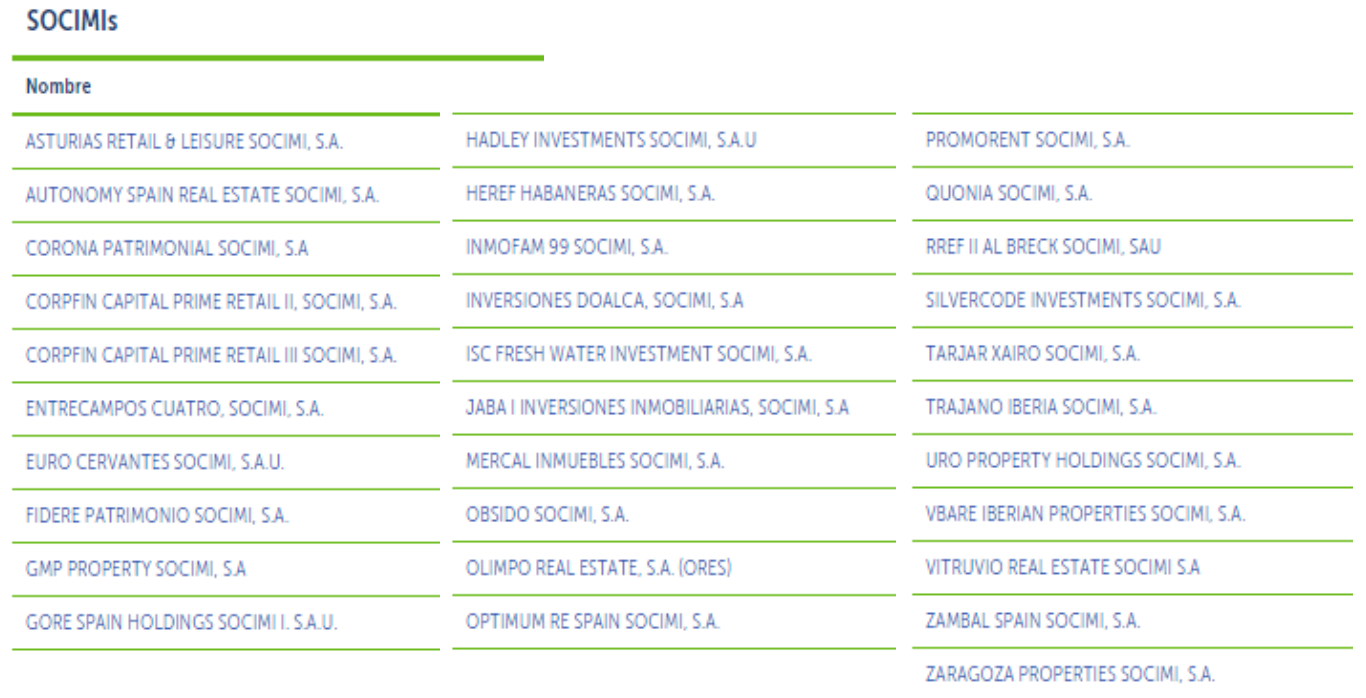 SOCIMIs
Nombre
ASTURIAS RETAIL & LEISURE SOCIMI, S.A.
AUTONOMY SPAIN REAL ESTATE SOCIMI, S.A.
CORONA PATRIMONIAL SOCIMI, S.A
CORPFIN CAPITAL PRIME RETAIL II, SOCIMI, S.A.
CORPFIN CAPITAL PRIME RETAIL III SOCIMI, S.A.
ENTRECAMPOS CUATRO, SOCIMI, S.A.
EURO CERVANTES SOCIMI, S.A.U.
FIDERE PATRIMONIO SOCIMI, S.A.
GMP PROPERTY SOCIMI, S.A
GORE SPAIN HOLDINGS SOCIMI I. S.A.U.
HADLEY INVESTMENTS SOCIMI, S.A.U
HEREF HABANERAS SOCIMI, S.A.
INMOFAM 99 SOCIMI, S.A.
INVERSIONES DOALCA, SOCIMI, S.A
ISC FRESH WATER INVESTMENT SOCIMI, S.A.
JABA I INVERSIONES INMOBILIARIAS, SOCIMI, S.A
MERCAL INMUEBLES SOCIMI, S.A.
OBSIDO SOCIMI, S.A.
OLIMPO REAL ESTATE, S.A. (ORES)
OPTIMUM RE SPAIN SOCIMI, S.A.
PROMORENT SOCIMI, S.A.
QUONIA SOCIMI, S.A.
RREF II AL BRECK SOCIMI, SAU
SILVERCODE INVESTMENTS SOCIMI, S.A.
TARJAR XAIRO SOCIMI, S.A.
TRAJANO IBERIA SOCIMI, S.A.
URO PROPERTY HOLDINGS SOCIMI, S.A.
VBARE IBERIAN PROPERTIES SOCIMI, S.A.
VITRUVIO REAL ESTATE SOCIMI S.A
ZAMBAL SPAIN SOCIMI, S.A.
ZARAGOZA PROPERTIES SOCIMI, S.A.